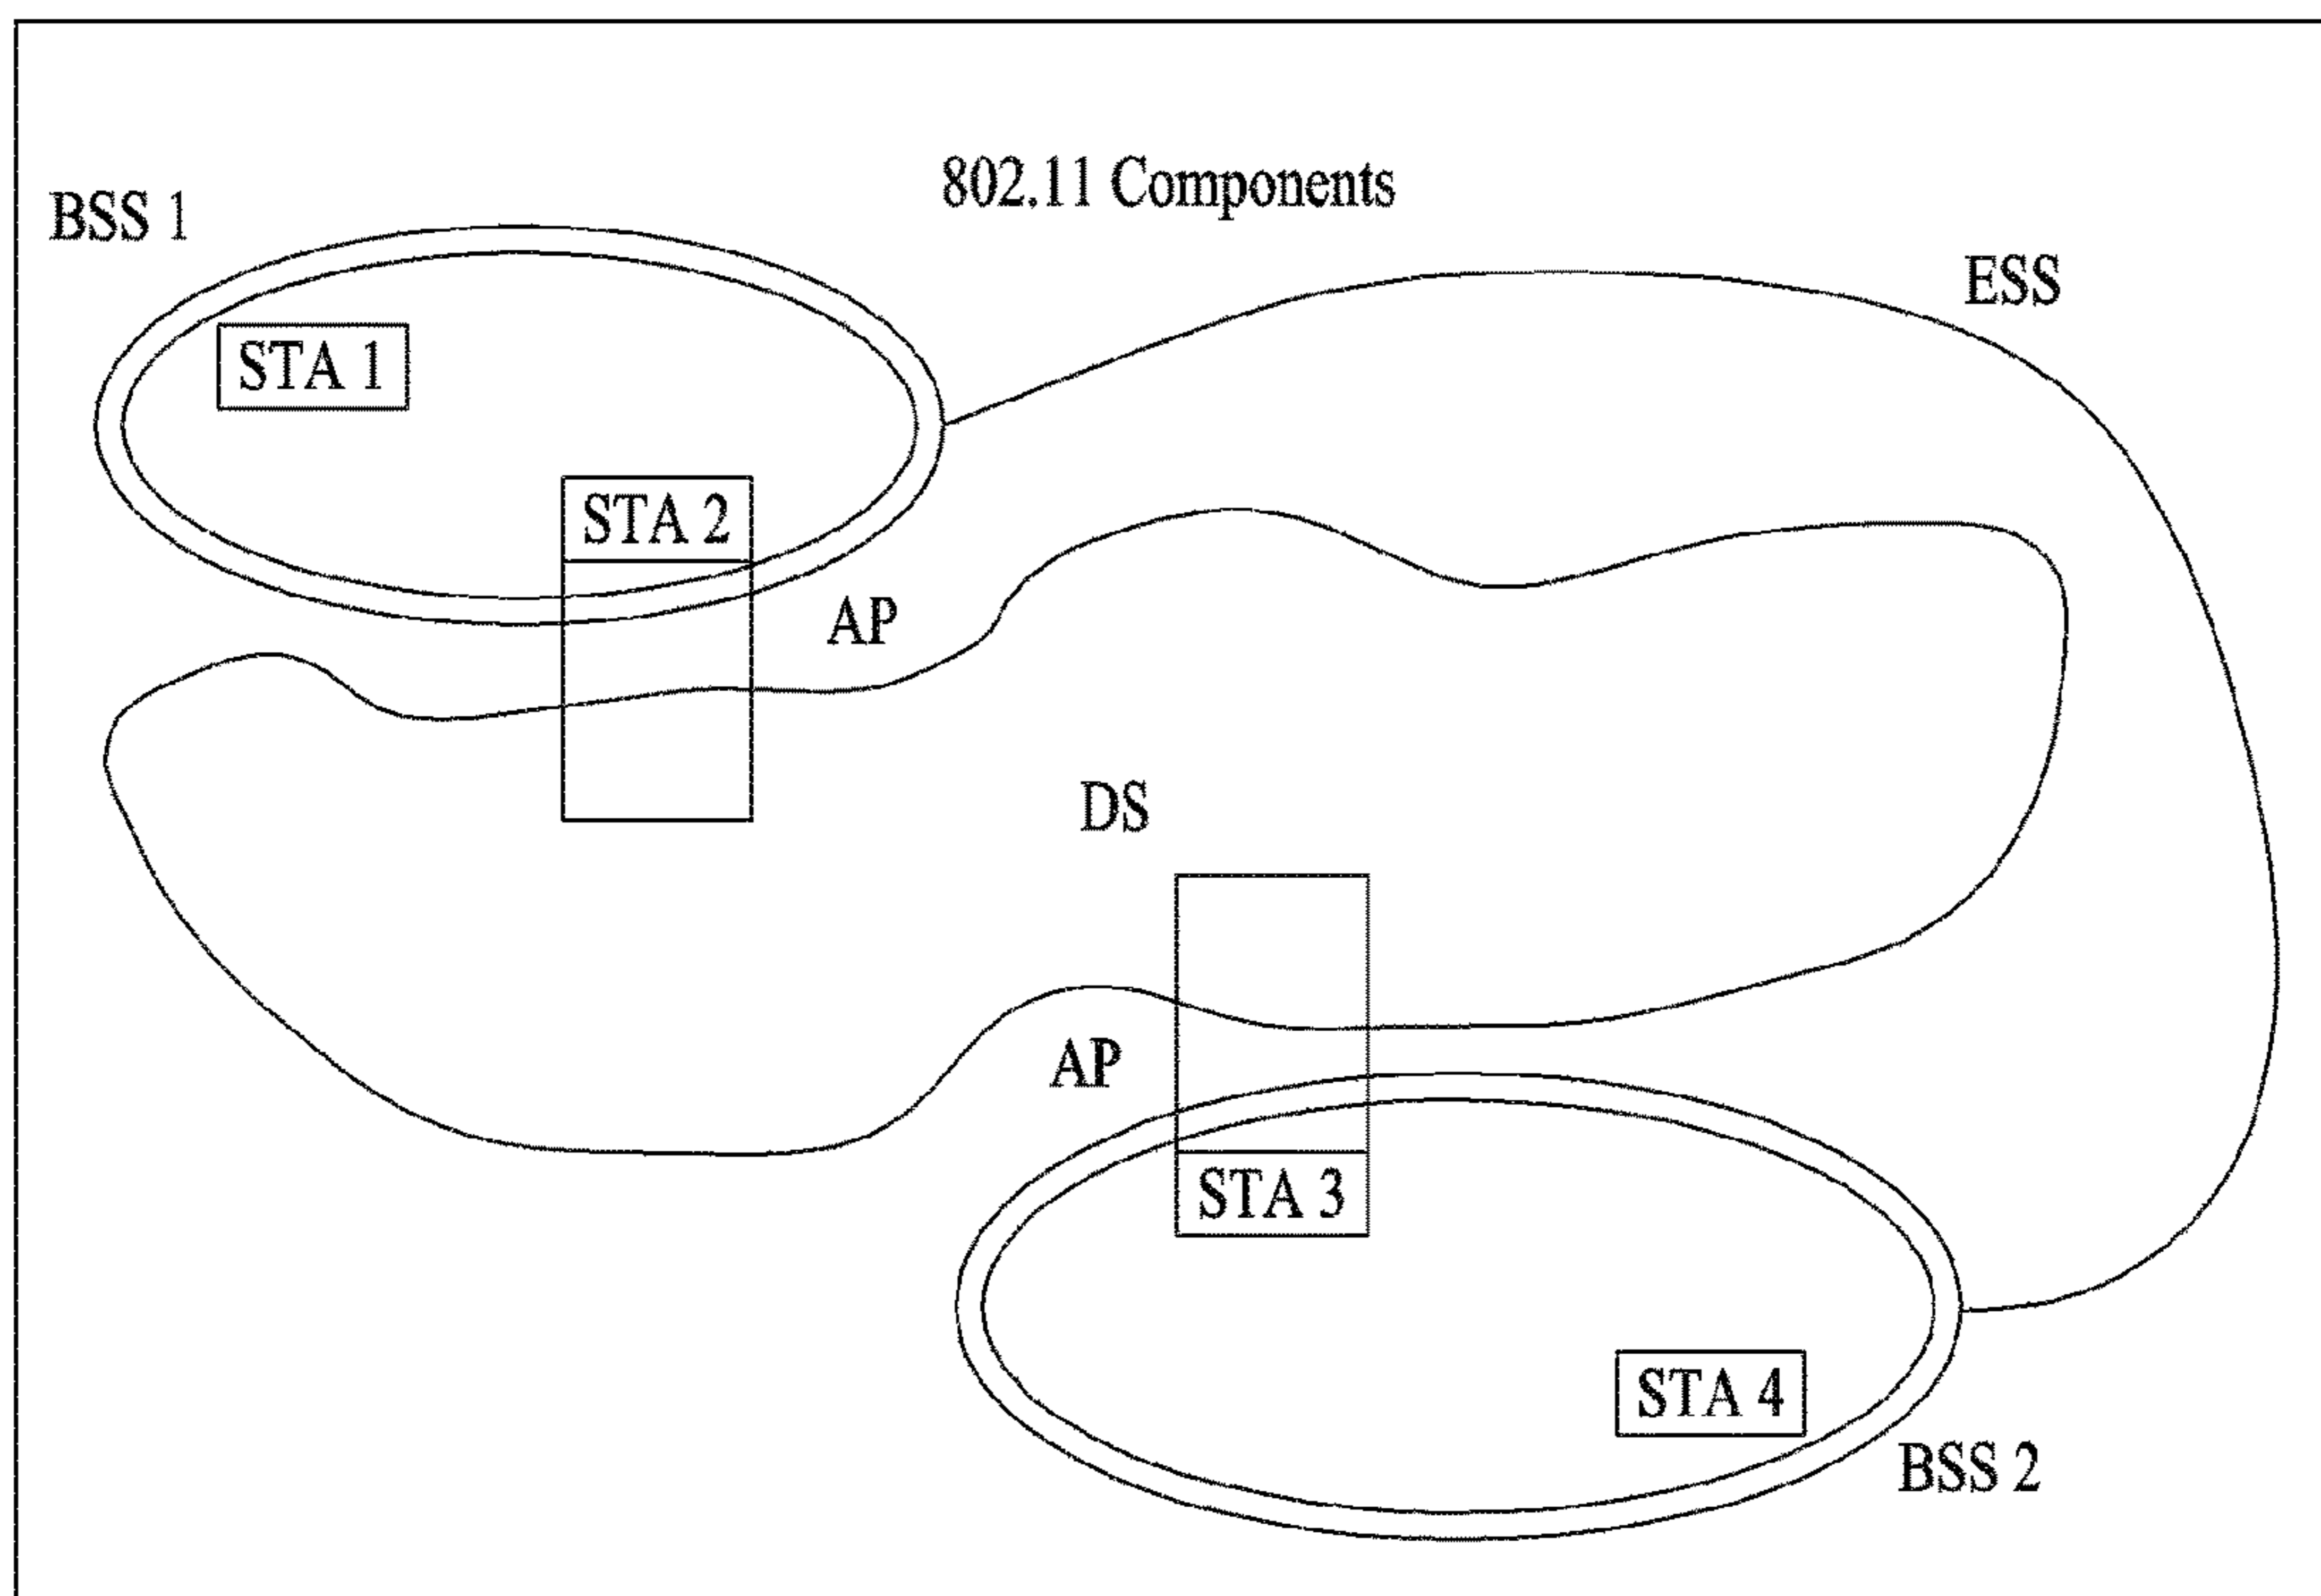 802.11 Components
BSS 1
ESS
STA 1
STA 2
AP
DS
AP
STA 3
STA 4
BSS 2